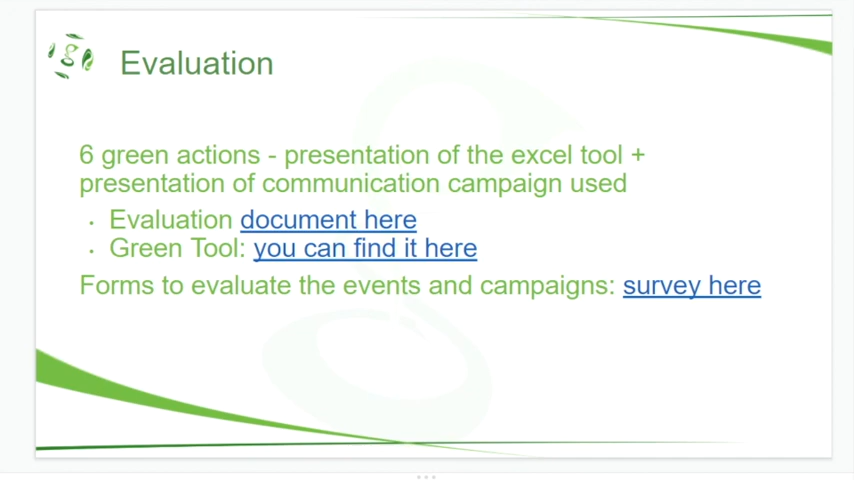 Evaluation
6 green actions - presentation of the excel tool +
presentation of communication campaign used
· Evaluation document here
· Green Tool: you can find it here
Forms to evaluate the events and campaigns: survey here